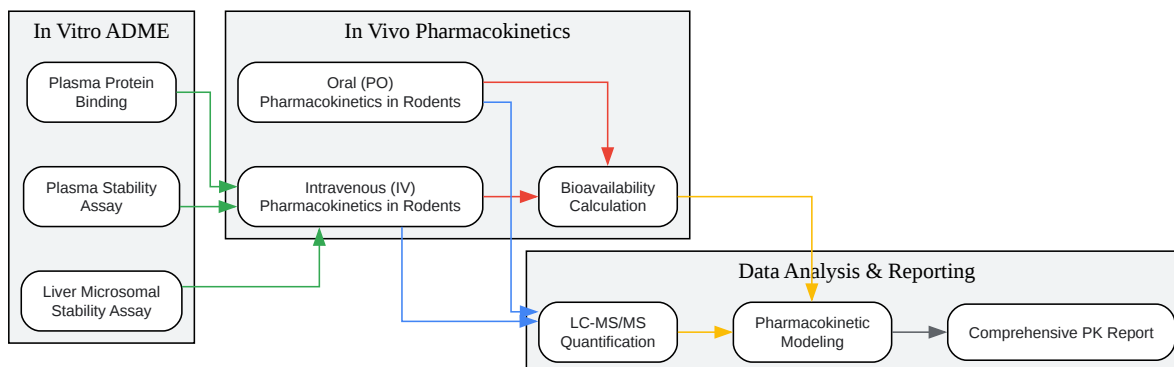 In Vitro ADME
Plasma Protein
Binding
Plasma Stability
Assay
Liver Microsomal
Stability Assay
In Vivo Pharmacokinetics
Oral (PO)
Pharmacokinetics in Rodents
Intravenous (IV)
Pharmacokinetics in Rodents
Bioavailability
Calculation
Data Analysis & Reporting
LC-MS/MS
Quantification
Pharmacokinetic
Modeling
Comprehensive PK Report